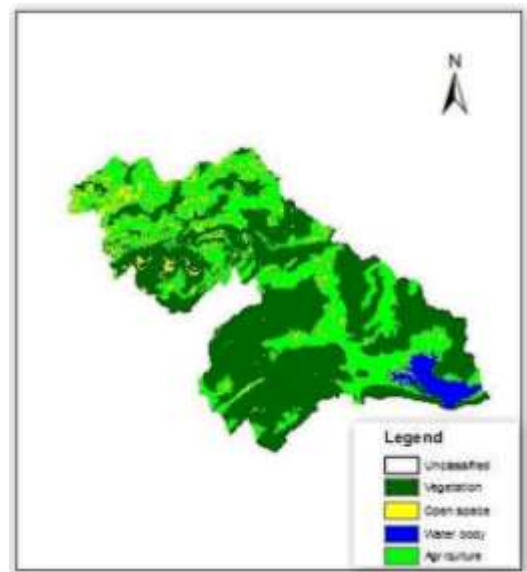 N
Legend
Unclassified
Vegetation
Open space
Water body
Agriculture